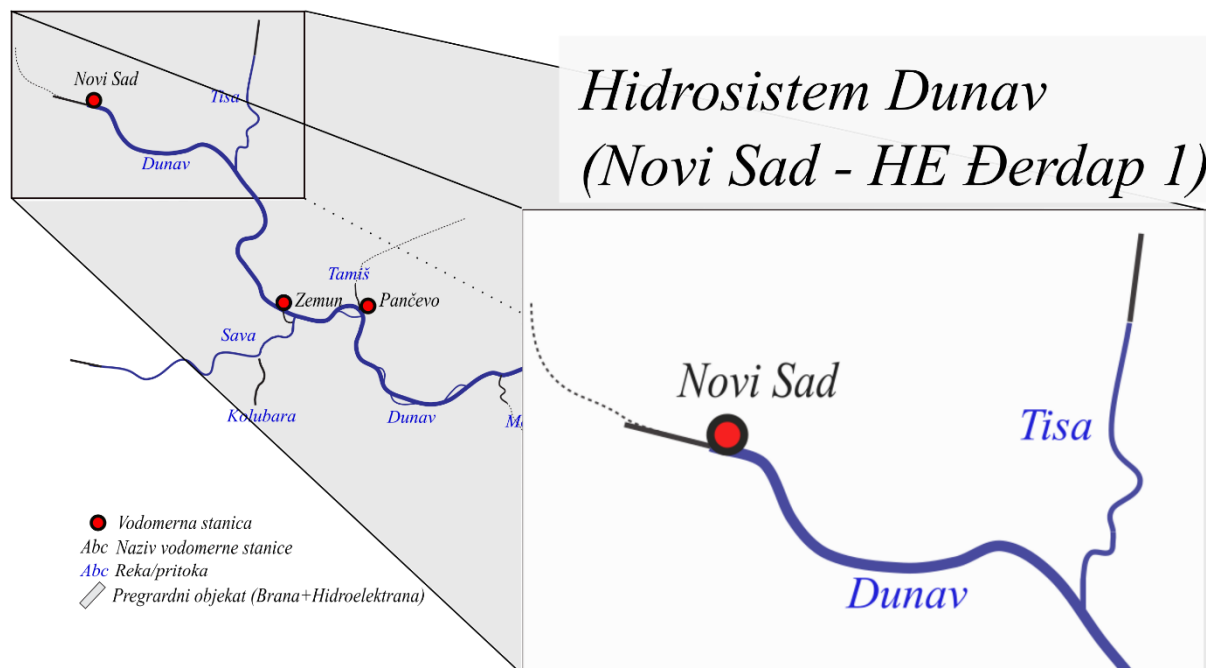 Hidrosistem Dunav
(Novi Sad - HE Đerdap 1)
Novi Sad
Tisa
Dunav
Tamiš
Zemun
Pančevo
Sava
Kolubara
Dunav
Novi Sad
Tisa
Dunav
Vodomerna stanica
Abc Naziv vodomerne stanice
Abc Reka/pritoka
Pregrardni objekat (Brana+Hidroelektrana)